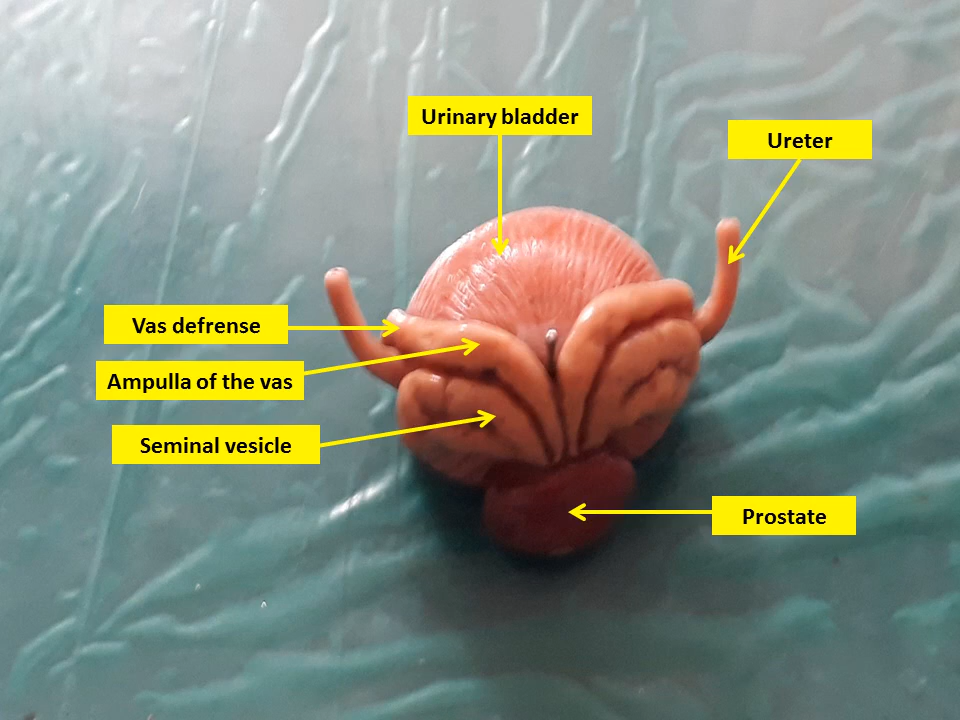 Urinary bladder
Ureter
Vas defrense
Ampulla of the vas
Seminal vesicle
Prostate